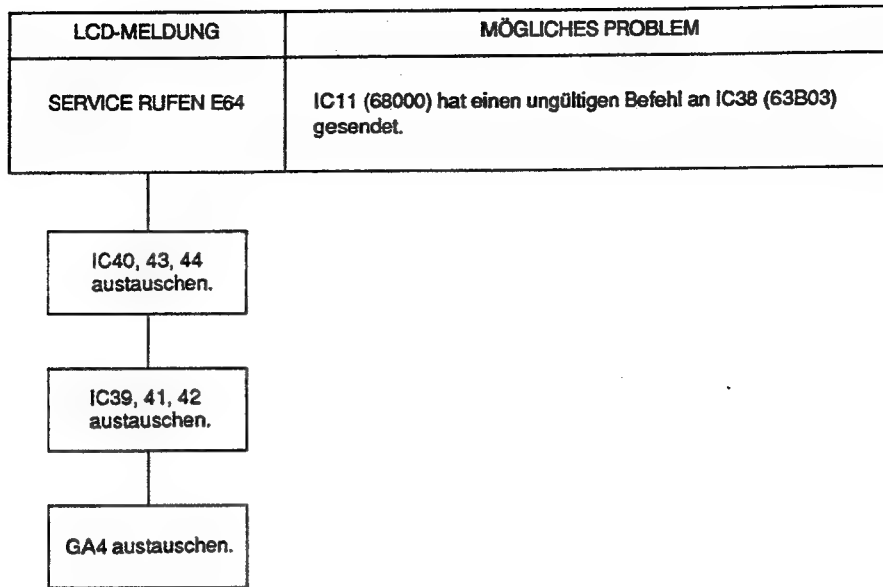 LCD-MELDUNG
MÖGLICHES PROBLEM
SERVICE RUFEN E64
IC11 (68000) hat einen ungültigen Befehl an IC38 (63B03)
gesendet.
IC40, 43, 44
austauschen.
IC39, 41, 42
austauschen.
GA4 austauschen.